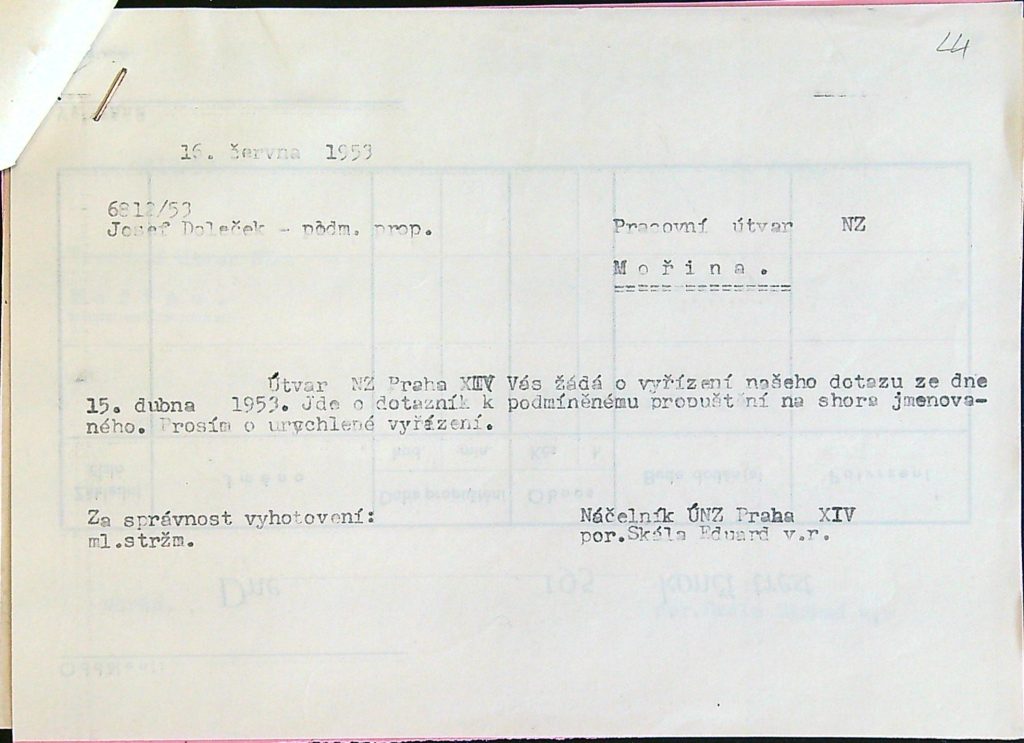 44
16. června 1953
6812/53
Josef Doleček - podm. prop.
Pracovní útvar NZ
M o ř i n a .
Útvar NZ Praha XIV Vás žádá o vyřízení našeho dotazu ze dne
15. dubna 1953. Jde o dotazník k podmíněnému propuštění na shora jmenova-
ného. Prosím o urychlené vyřázení.
Za správnost vyhotovení:
ml.stržm.
Náčelník ÚNZ Praha XIV
por.Skála Eduard v.r.